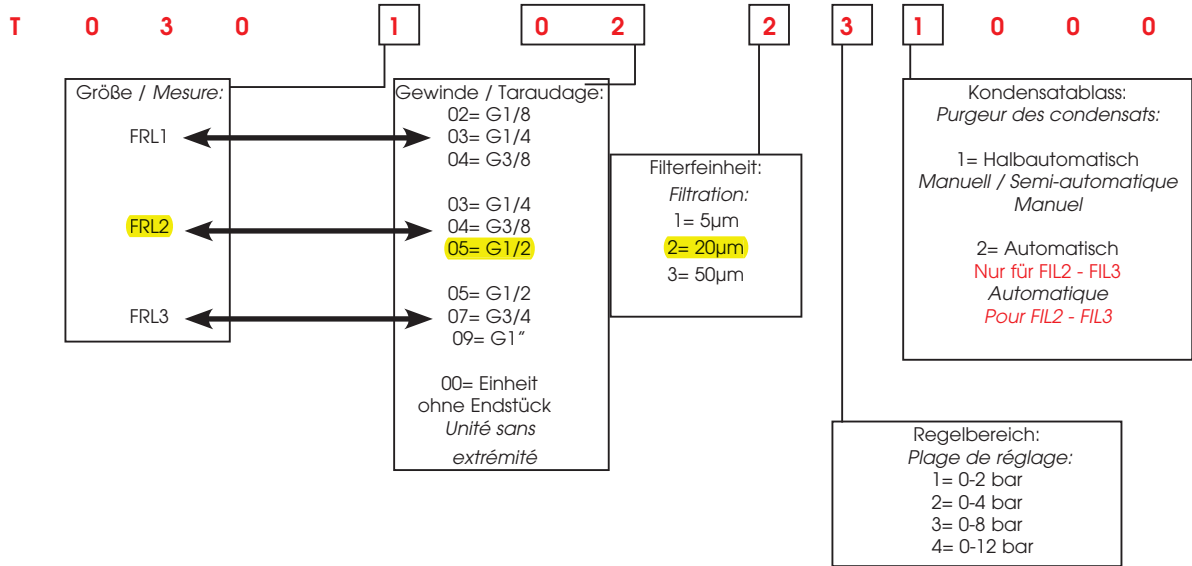 T 0 3 0 1 0 2 2 3 1 0 0 0
Größe / Mesure:
FRL1
FRL2
FRL3
Gewinde / Taraudage:
02= G1/8
03= G1/4
04= G3/8
03= G1/4
04= G3/8
05= G1/2
05= G1/2
07= G3/4
09= G1″
00= Einheit
ohne Endstück
Unité sans
extrémité
Filterfeinheit:
Filtration:
1= 5µm
2= 20µm
3= 50µm
Kondensatablass:
Purgeur des condensats:
1= Halbautomatisch
Manuell / Semi-automatique
Manuel
2= Automatisch
Nur für FIL2 - FIL3
Automatique
Pour FIL2 - FIL3
Regelbereich:
Plage de réglage:
1= 0-2 bar
2= 0-4 bar
3= 0-8 bar
4= 0-12 bar